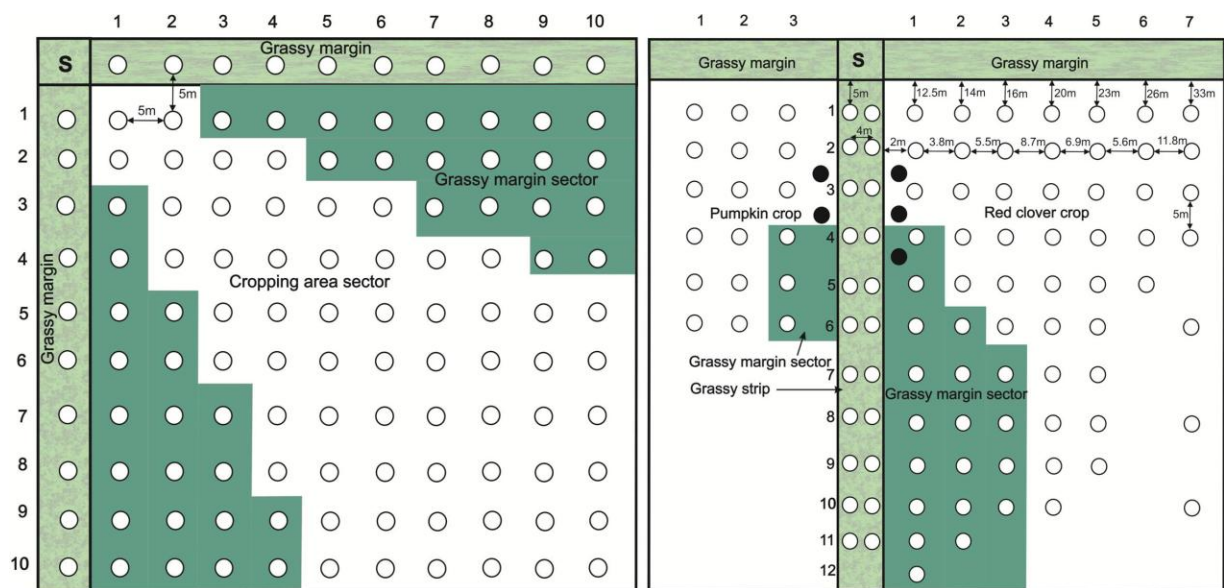 1 2 3 4 5 6 7 8 9 10
S Grassy margin
5m
1 5m
2
Grassy margin sector
3
4
Cropping area sector
Grassy margin
5
6
7
8
9
10
1 2 3 1 2 3 4 5 6 7
Grassy margin S Grassy margin
5m 12.5m 14m 16m 20m 23m 26m 33m
1
4m
2 2m 3.8m 5.5m 8.7m 6.9m 5.6m 11.8m
3
Pumpkin crop Red clover crop 5m
4
5
6
Grassy margin sector
7
Grassy strip
Grassy margin sector
8
9
10
11
12